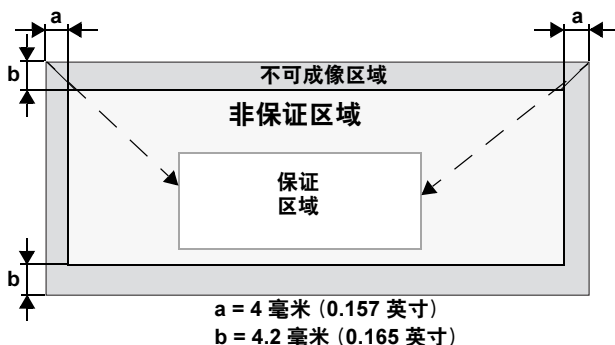 a
a
b
不可成像区域
非保证区域
保证
区域
b
a = 4 毫米 (0.157 英寸)
b = 4.2 毫米 (0.165 英寸)